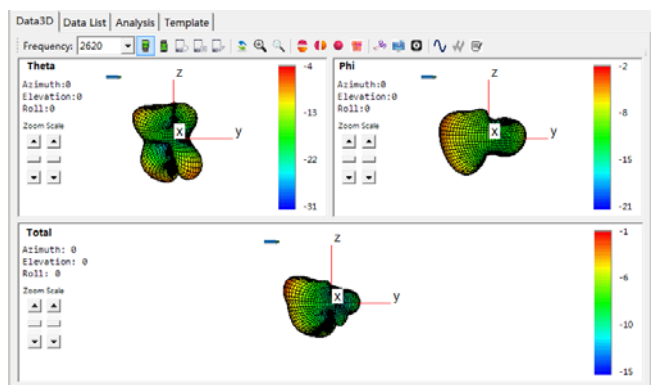 Data3D Data List Analysis Template
Frequency: 2620
Theta
Azimuth:0
Elevation:0
Roll:0
Zoom Scale
z
x
y
-4
-13
-22
-31
Phi
Azimuth:0
Elevation:0
Roll:0
Zoom Scale
z
x
y
-2
-8
-15
-21
Total
Azimuth: 0
Elevation: 0
Roll: 0
Zoom Scale
z
x
y
-1
-6
-10
-15